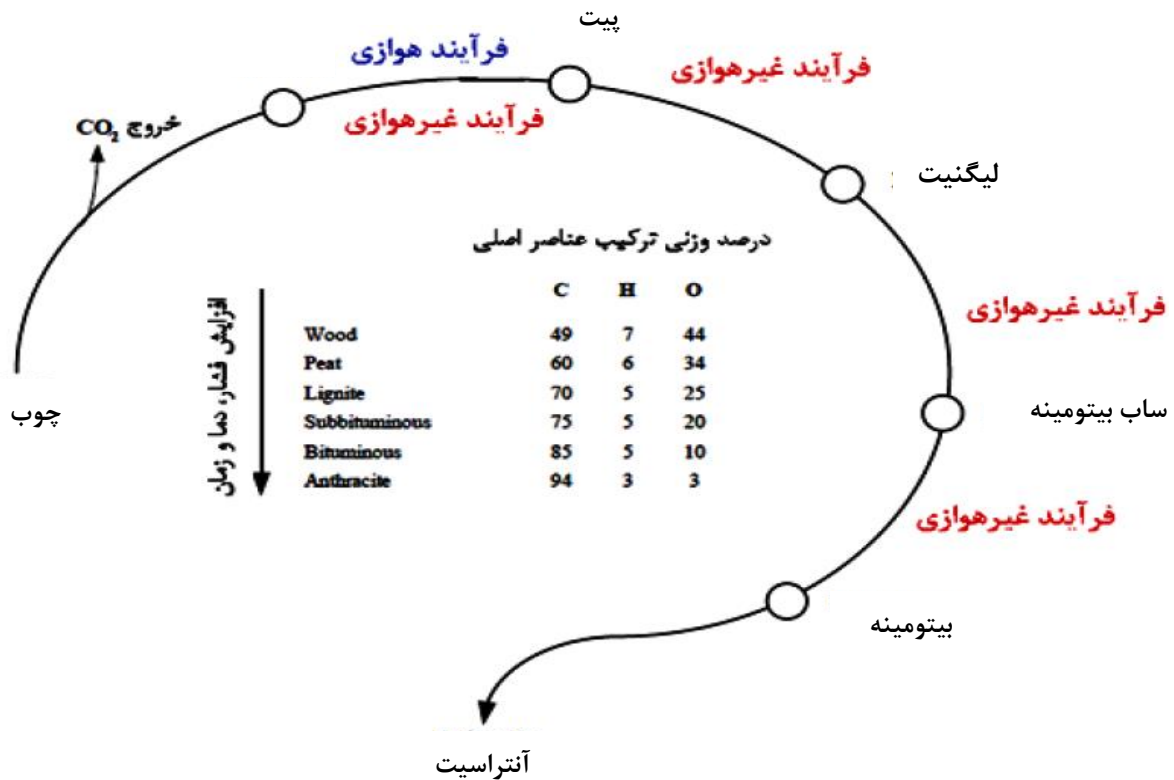 پیت
فرآیند هوازی
فرآیند غیرهوازی
فرآیند غیرهوازی
خروج CO₂
لیگنیت
درصد وزنی ترکیب عناصر اصلی
C H O
Wood 49 7 44
Peat 60 6 34
Lignite 70 5 25
Subbituminous 75 5 20
Bituminous 85 5 10
Anthracite 94 3 3
افزایش فشار، دما و زمان
فرآیند غیرهوازی
چوب
ساب بیتومینه
فرآیند غیرهوازی
بیتومینه
آنتراسیت